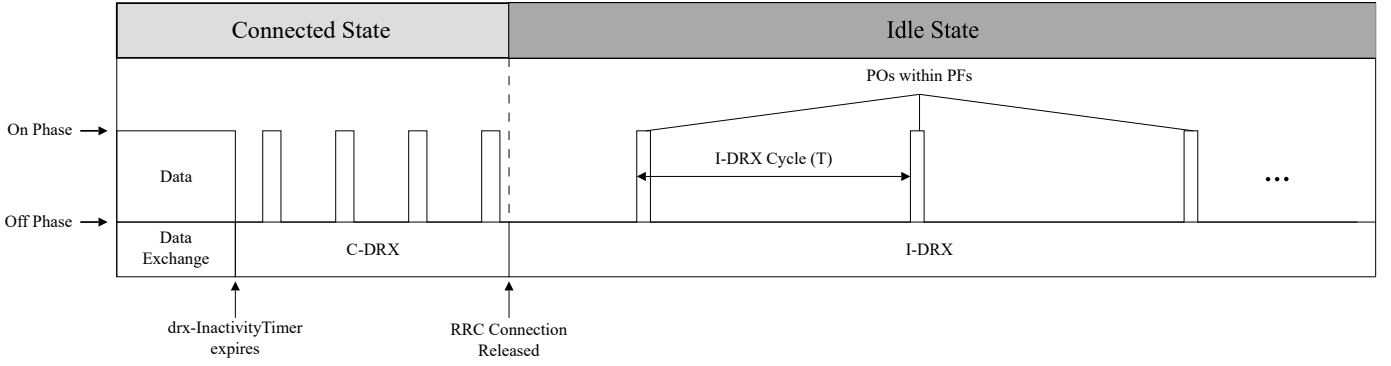 Connected State
Idle State
POs within PFs
On Phase
I-DRX Cycle (T)
Data
...
Off Phase
Data
Exchange
C-DRX
I-DRX
drx-InactivityTimer
expires
RRC Connection
Released